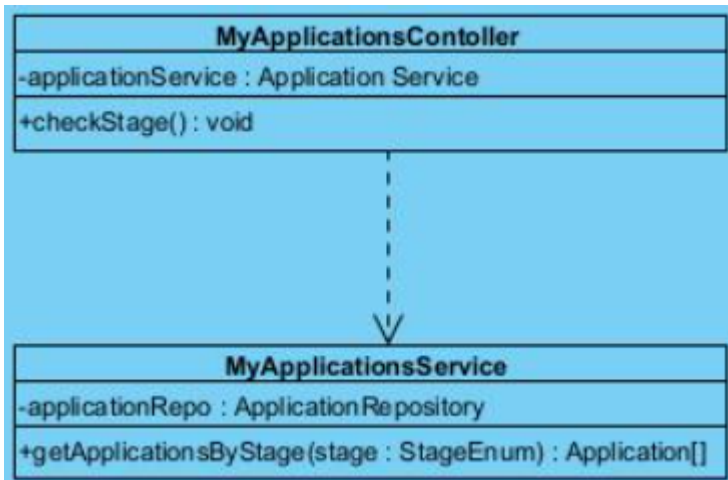 MyApplicationsContoller
-applicationService : Application Service
+checkStage() : void
MyApplicationsService
-applicationRepo : ApplicationRepository
+getApplicationsByStage(stage : StageEnum) : Application[]